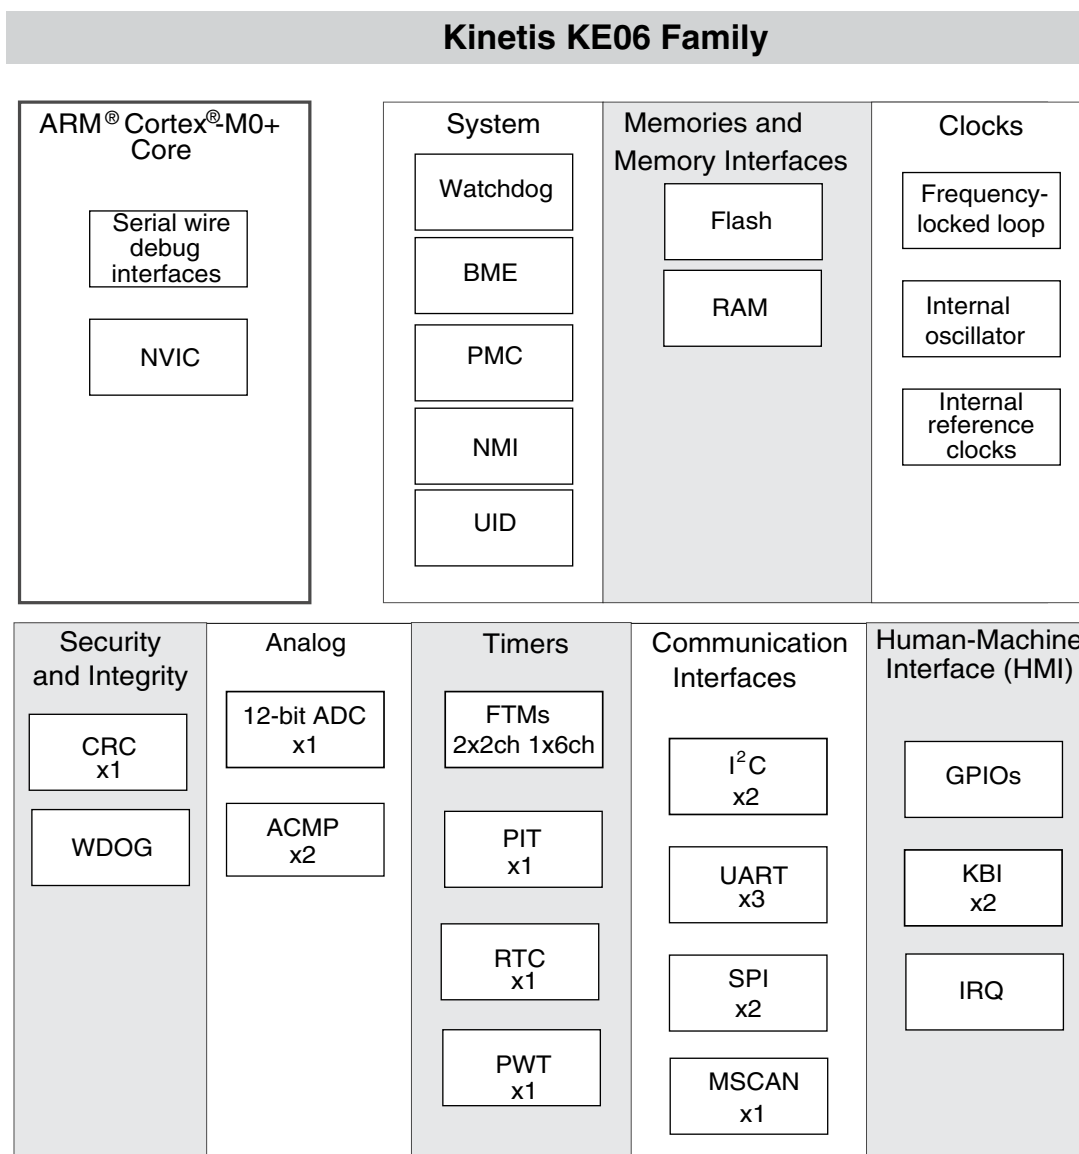 Kinetis KE06 Family
ARM® Cortex®-M0+
Core
Serial wire
debug
interfaces
NVIC
System
Watchdog
BME
PMC
NMI
UID
Memories and
Memory Interfaces
Flash
RAM
Clocks
Frequency-
locked loop
Internal
oscillator
Internal
reference
clocks
Security
and Integrity
CRC
x1
WDOG
Analog
12-bit ADC
x1
ACMP
x2
Timers
FTMs
2x2ch 1x6ch
PIT
x1
RTC
x1
PWT
x1
Communication
Interfaces
I²C
x2
UART
x3
SPI
x2
MSCAN
x1
Human-Machine
Interface (HMI)
GPIOs
KBI
x2
IRQ